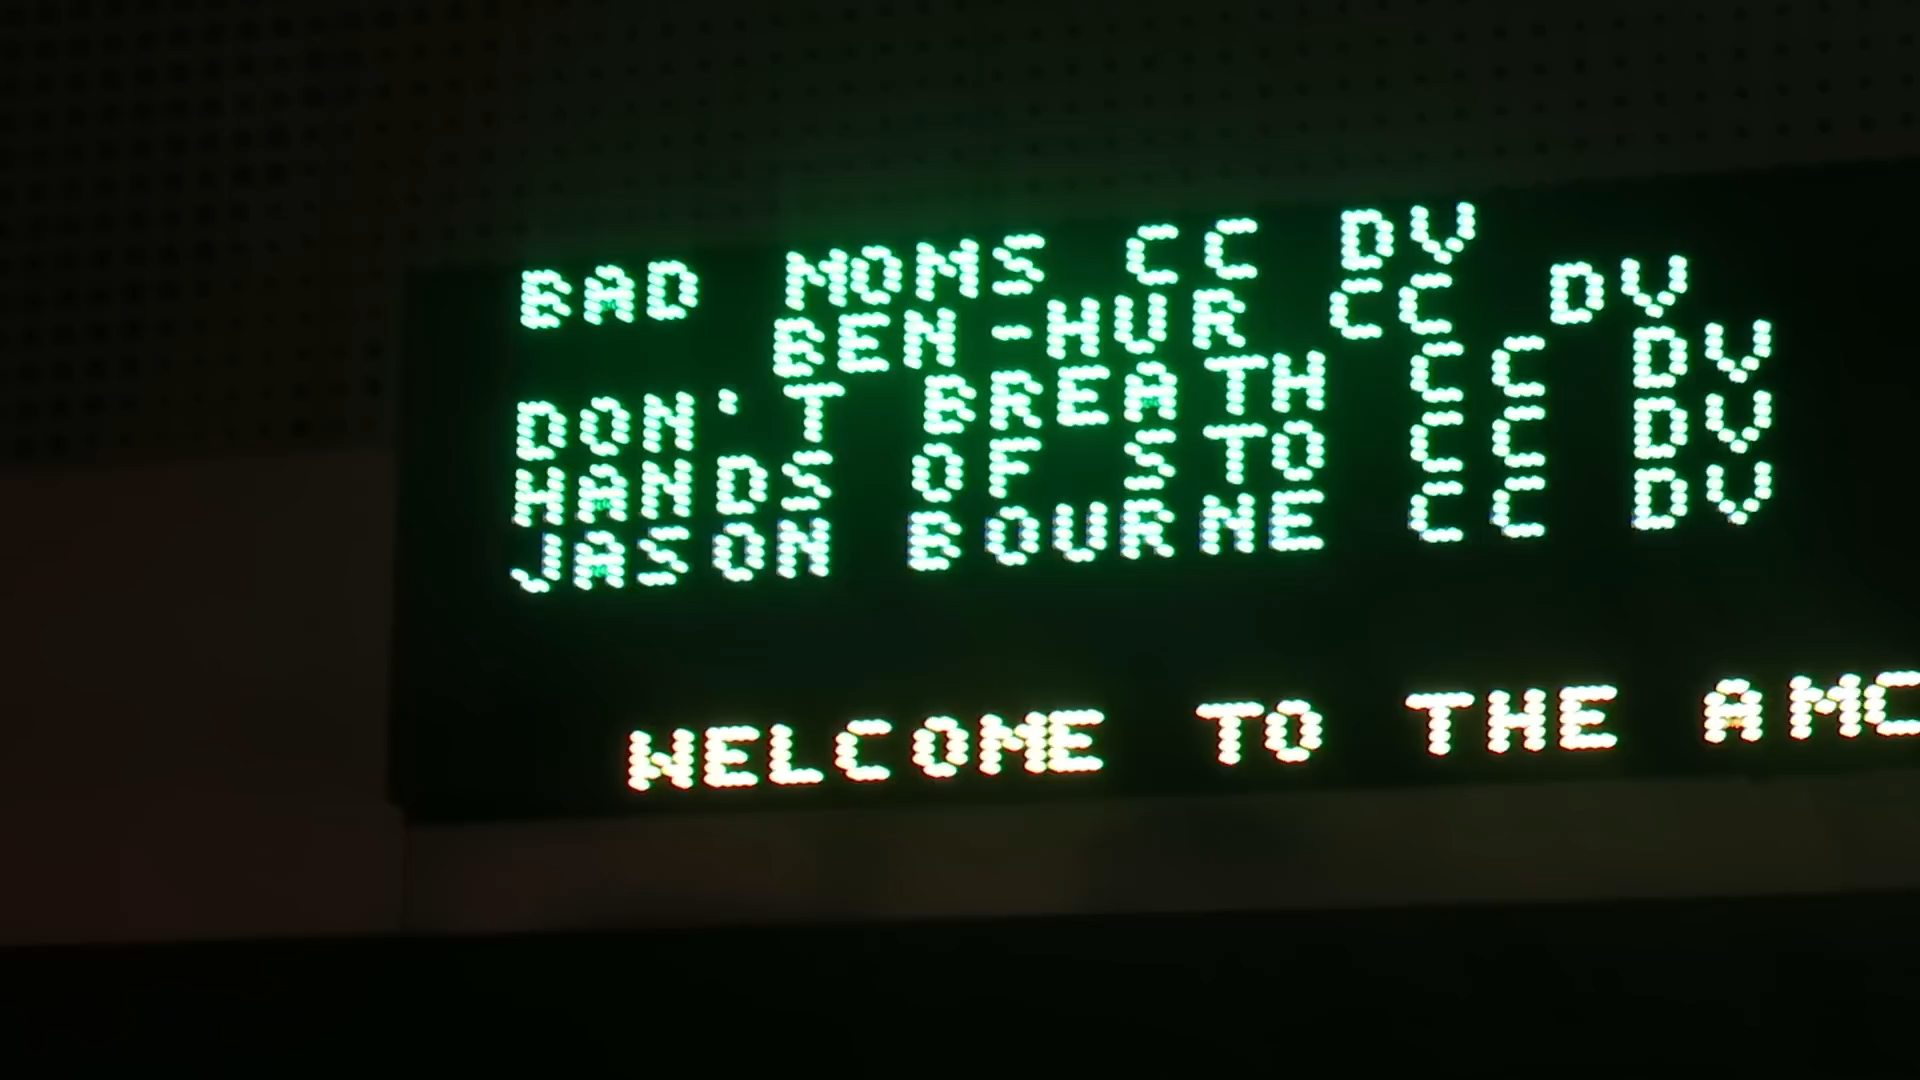 BAD MOMS CC DV
BEN-HUR CC DV
DON'T BREATH CC DV
HANDS OF STO CC DV
JASON BOURNE CC DV
WELCOME TO THE AMC